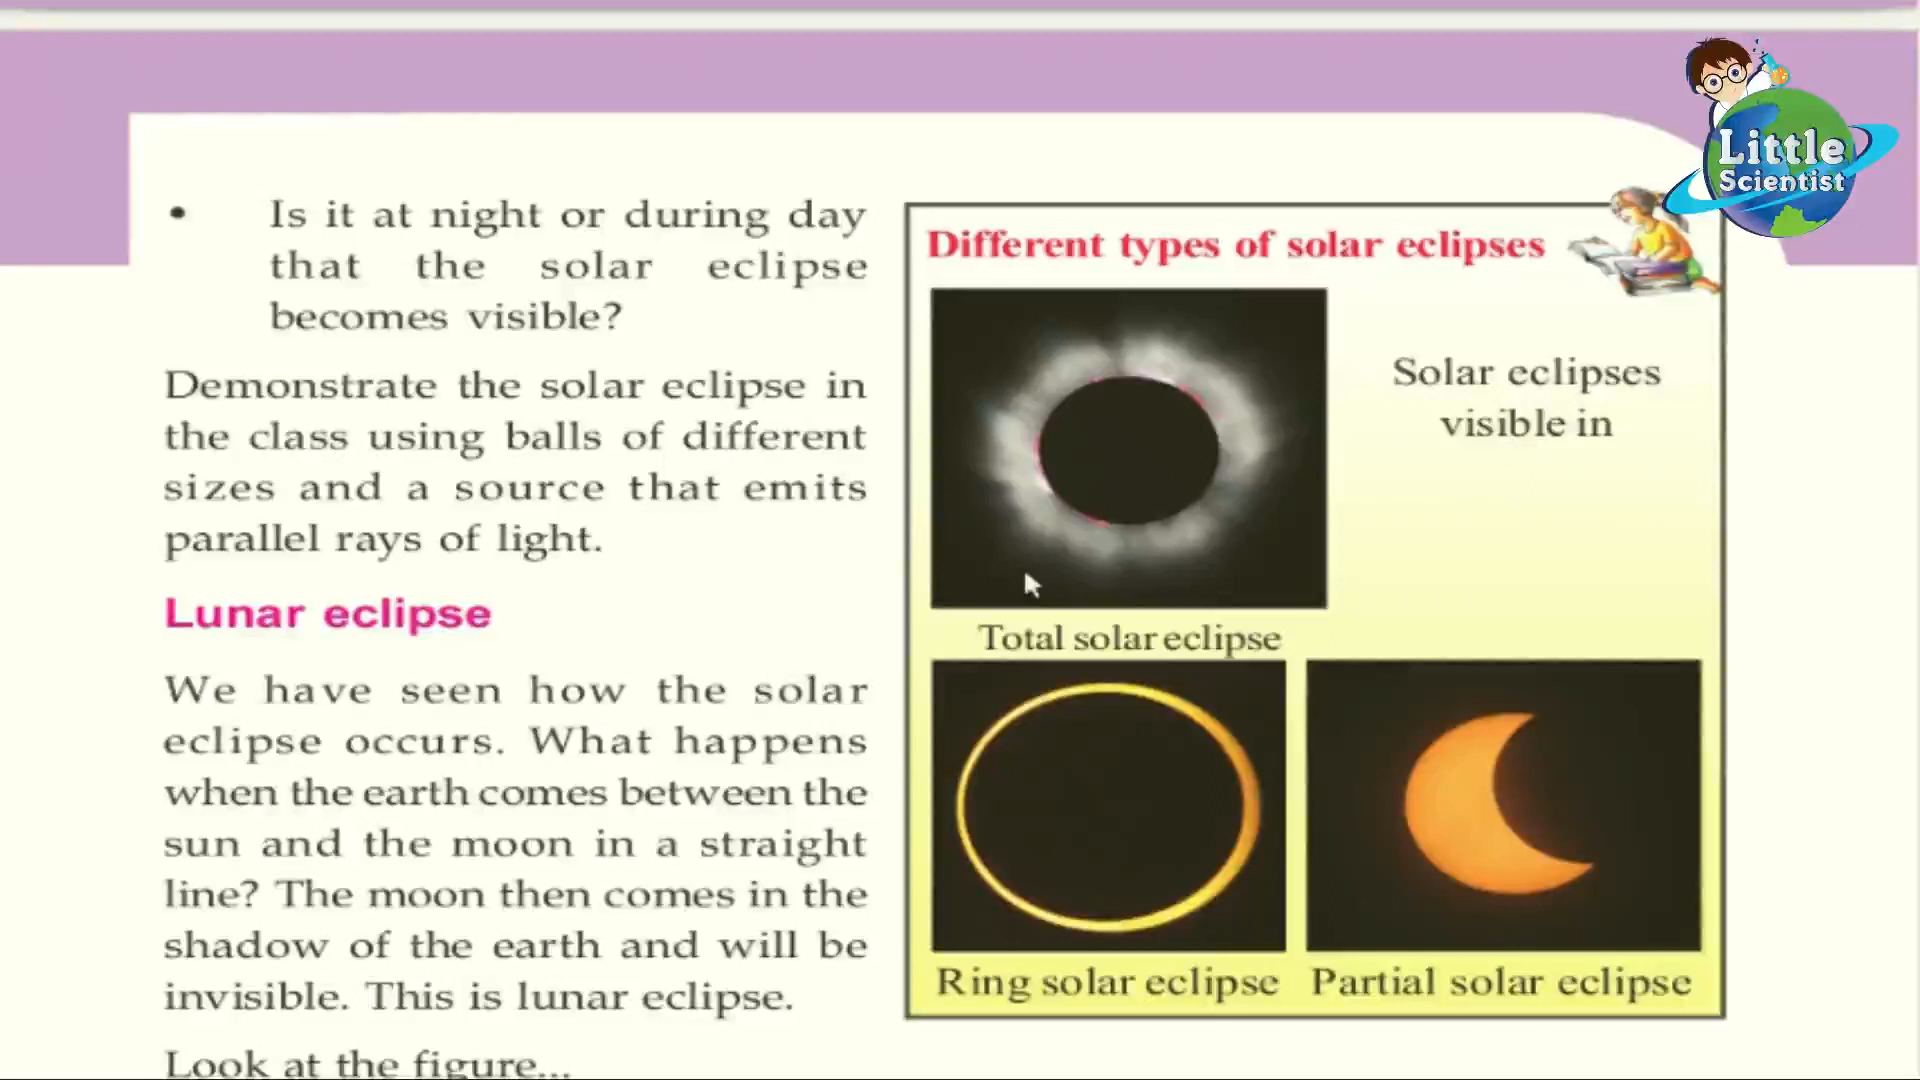 • Is it at night or during day
that the solar eclipse
becomes visible?
Demonstrate the solar eclipse in
the class using balls of different
sizes and a source that emits
parallel rays of light.
Lunar eclipse
We have seen how the solar
eclipse occurs. What happens
when the earth comes between the
sun and the moon in a straight
line? The moon then comes in the
shadow of the earth and will be
invisible. This is lunar eclipse.
Look at the figure...
Different types of solar eclipses
Solar eclipses
visible in
Total solar eclipse
Ring solar eclipse
Partial solar eclipse
Little
Scientist